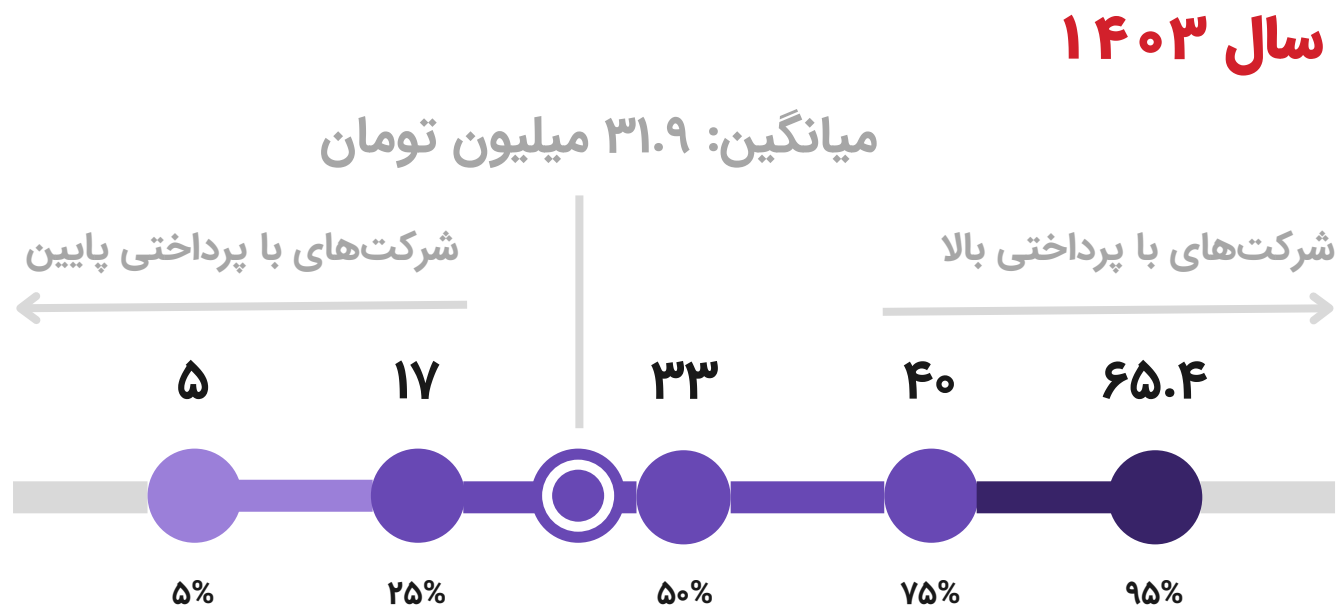 سال ۱۴۰۳
میانگین: ۳۱.۹ میلیون تومان
شرکت‌های با پرداختی پایین
شرکت‌های با پرداختی بالا
۵ ۱۷ ۳۳ ۴۰ ۶۵.۴
۵% ۲۵% ۵۰% ۷۵% ۹۵%